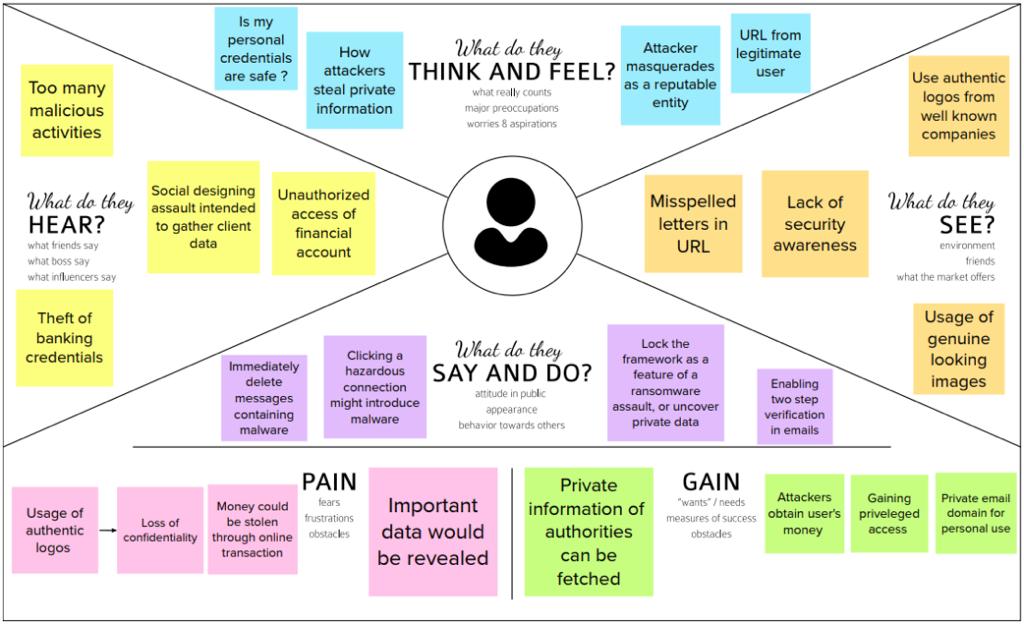 Is my
personal
credentials
are safe ?
How
attackers
steal private
information
What do they
THINK AND FEEL?
what really counts
major preoccupations
worries & aspirations
Attacker
masquerades
as a reputable
entity
URL from
legitimate
user
Too many
malicious
activities
What do they
HEAR?
what friends say
what boss say
what influencers say
Social designing
assault intended
to gather client
data
Unauthorized
access of
financial
account
Theft of
banking
credentials
Use authentic
logos from
well known
companies
Misspelled
letters in
URL
Lack of
security
awareness
What do they
SEE?
environment
friends
what the market offers
Usage of
genuine
looking
images
Immediately
delete
messages
containing
malware
Clicking a
hazardous
connection
might introduce
malware
What do they
SAY AND DO?
attitude in public
appearance
behavior towards others
Lock the
framework as a
feature of a
ransomware
assault, or uncover
private data
Enabling
two step
verification
in emails
Usage of
authentic
logos
Loss of
confidentiality
Money could
be stolen
through online
transaction
PAIN
fears
frustrations
obstacles
Important
data would
be revealed
Private
information of
authorities
can be
fetched
GAIN
"wants" / needs
measures of success
obstacles
Attackers
obtain user's
money
Gaining
priveleged
access
Private email
domain for
personal use